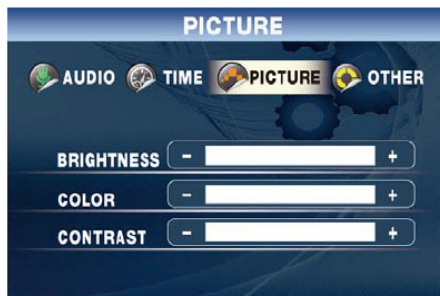 PICTURE
AUDIO TIME PICTURE OTHER
BRIGHTNESS - +
COLOR - +
CONTRAST - +